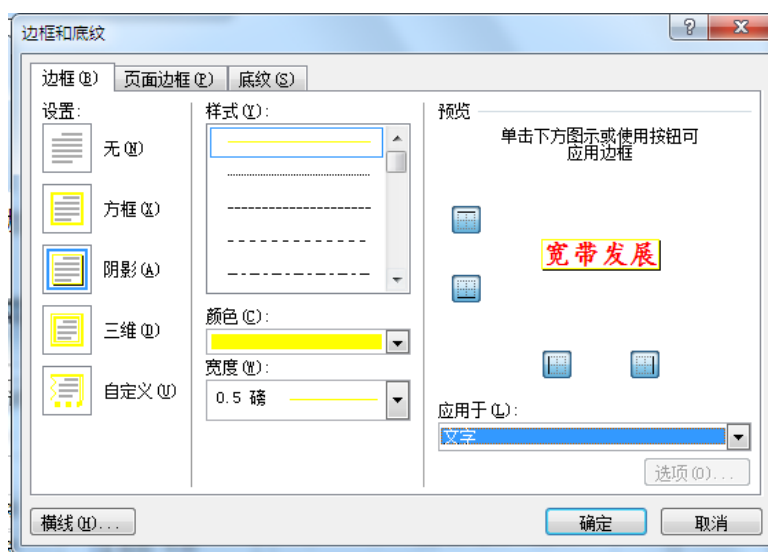 边框和底纹
边框(B)
页面边框(P)
底纹(S)
设置:
无(N)
方框(X)
阴影(A)
三维(D)
自定义(U)
样式(Y):
颜色(C):
宽度(W):
0.5 磅
预览
单击下方图示或使用按钮可
应用边框
宽带发展
应用于(L):
文字
选项(O)...
横线(H)...
确定
取消